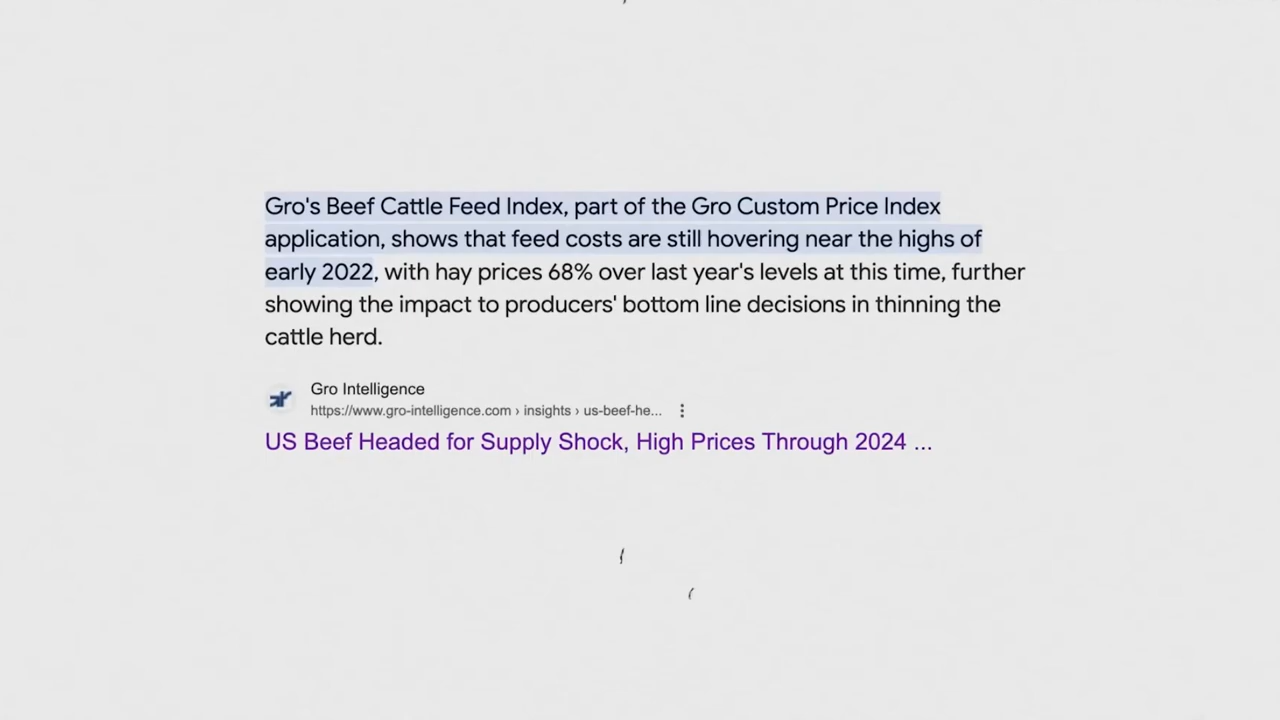 Gro's Beef Cattle Feed Index, part of the Gro Custom Price Index
application, shows that feed costs are still hovering near the highs of
early 2022, with hay prices 68% over last year's levels at this time, further
showing the impact to producers' bottom line decisions in thinning the
cattle herd.
Gro Intelligence
https://www.gro-intelligence.com › insights › us-beef-he...
US Beef Headed for Supply Shock, High Prices Through 2024 ...